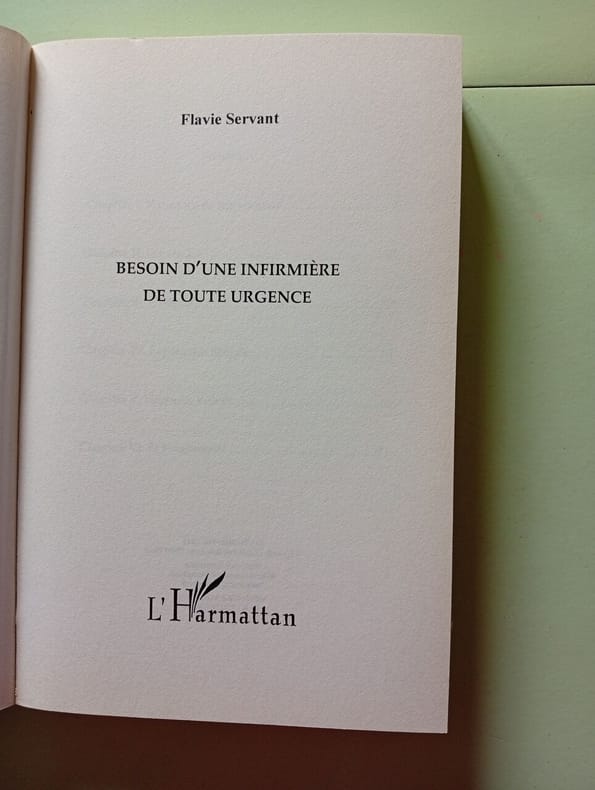 Flavie Servant
BESOIN D'UNE INFIRMIÈRE
DE TOUTE URGENCE
L'Harmattan